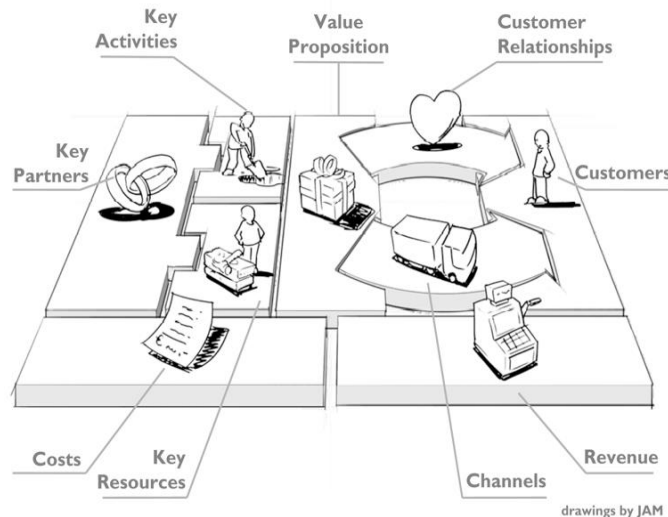 Key
Activities
Value
Proposition
Customer
Relationships
Key
Partners
Customers
Costs
Key
Resources
Channels
Revenue
drawings by JAM